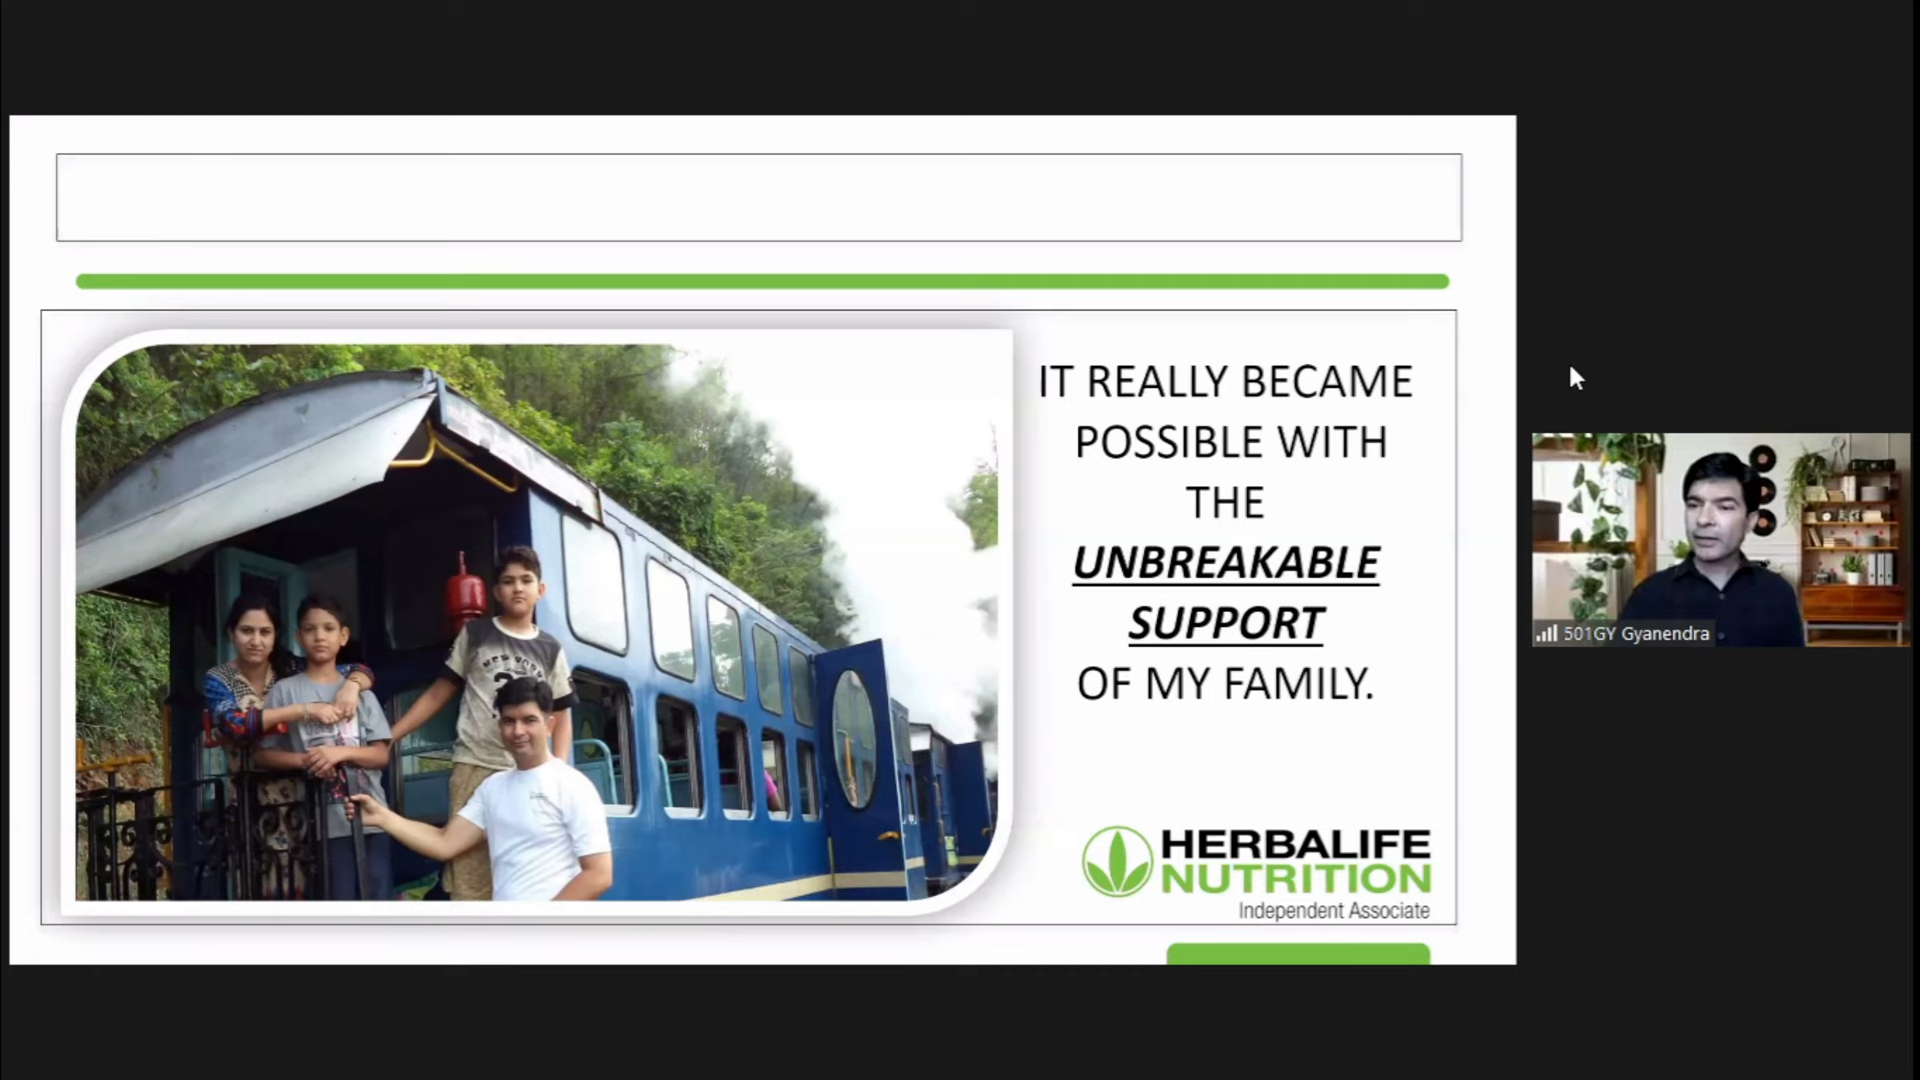 IT REALLY BECAME
POSSIBLE WITH
THE
UNBREAKABLE
SUPPORT
OF MY FAMILY.
HERBALIFE
NUTRITION
Independent Associate
501GY Gyanendra